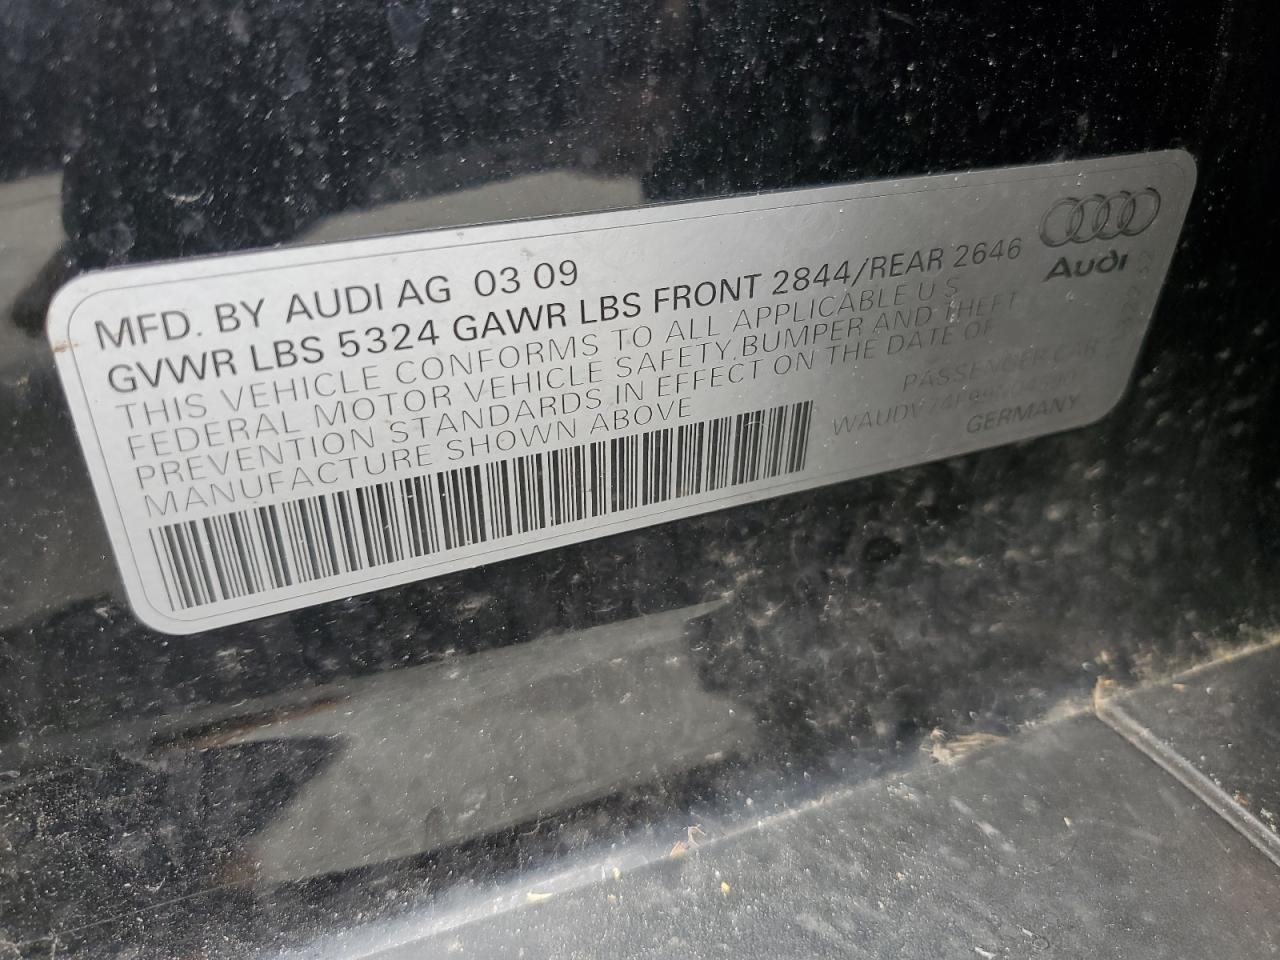 MFD. BY AUDI AG 03 09
GVWR LBS 5324 GAWR LBS FRONT 2844/REAR 2646
THIS VEHICLE CONFORMS TO ALL APPLICABLE U S
FEDERAL MOTOR VEHICLE SAFETY BUMPER AND THEFT
PREVENTION STANDARDS IN EFFECT ON THE DATE OF
MANUFACTURE SHOWN ABOVE
PASSENGER CAR
GERMANY
Audi